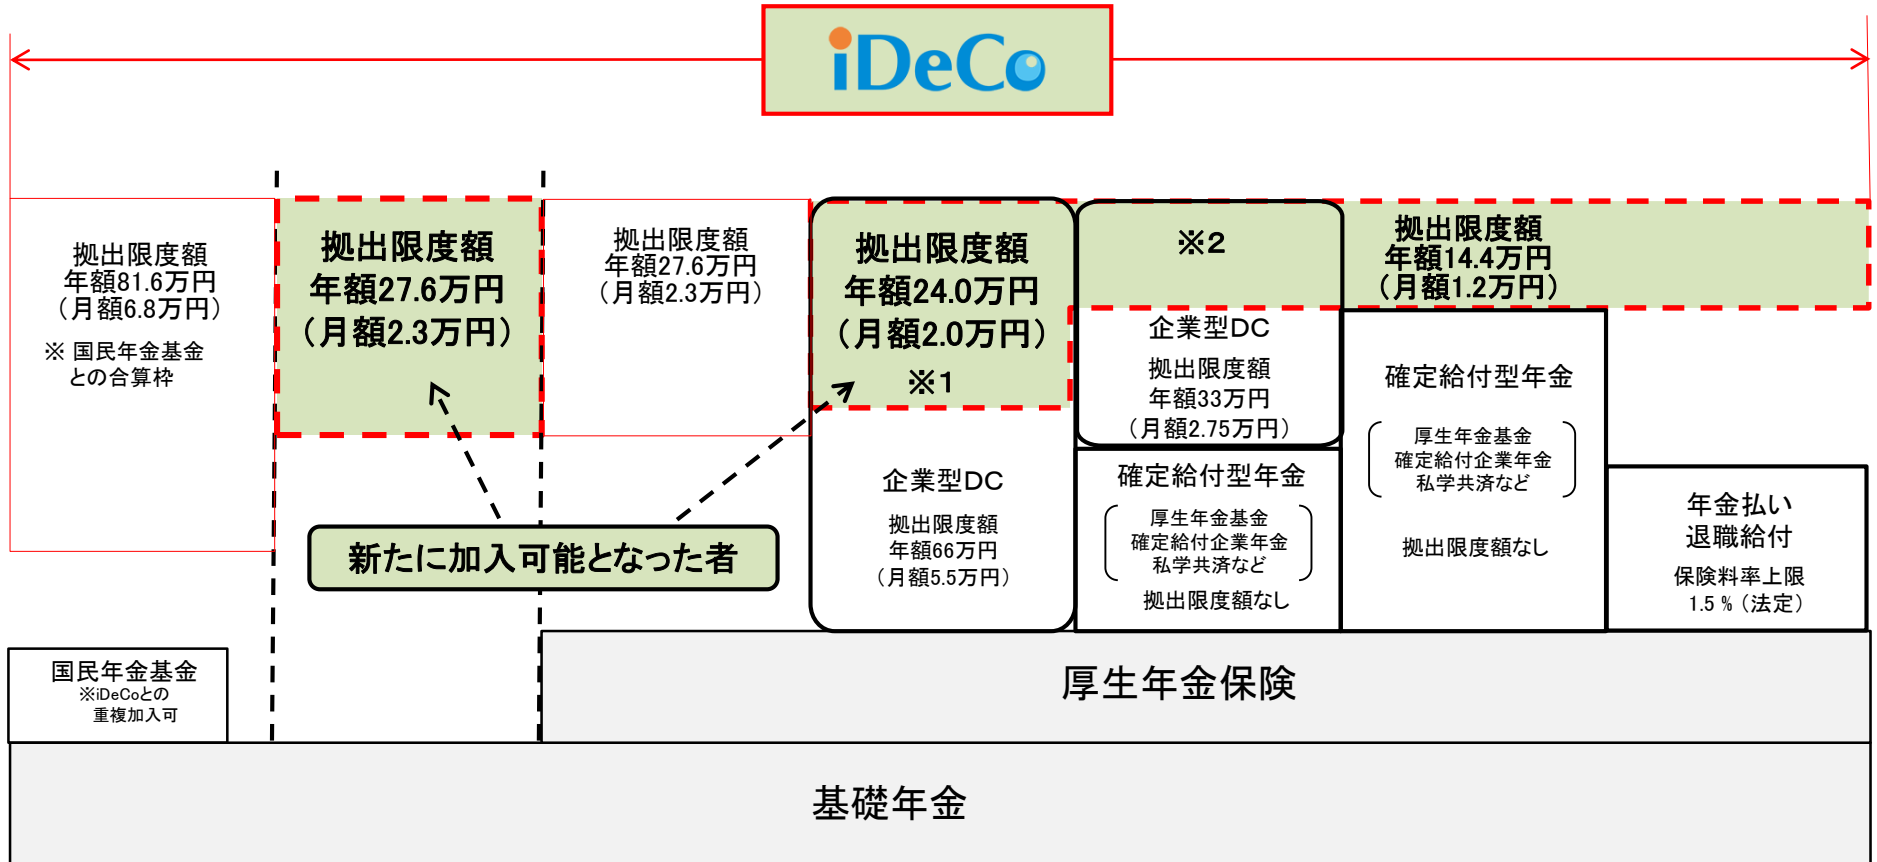 iDeCo
拠出限度額
年額81.6万円
（月額6.8万円）
※ 国民年金基金
との合算枠
拠出限度額
年額27.6万円
（月額2.3万円）
拠出限度額
年額27.6万円
（月額2.3万円）
拠出限度額
年額24.0万円
（月額2.0万円）
※1
※2
拠出限度額
年額14.4万円
（月額1.2万円）
企業型DC
拠出限度額
年額33万円
（月額2.75万円）
確定給付型年金
厚生年金基金
確定給付企業年金
私学共済など
拠出限度額なし
企業型DC
拠出限度額
年額66万円
（月額5.5万円）
確定給付型年金
厚生年金基金
確定給付企業年金
私学共済など
拠出限度額なし
年金払い
退職給付
保険料率上限
1.5％（法定）
新たに加入可能となった者
国民年金基金
※iDeCoとの
重複加入可
厚生年金保険
基礎年金